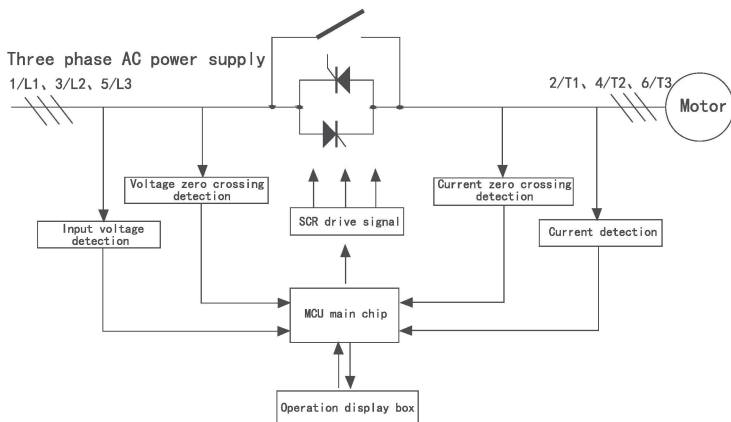 Three phase AC power supply
1/L1、3/L2、5/L3
2/T1、4/T2、6/T3
Motor
Voltage zero crossing
detection
Current zero crossing
detection
Input voltage
detection
SCR drive signal
Current detection
MCU main chip
Operation display box